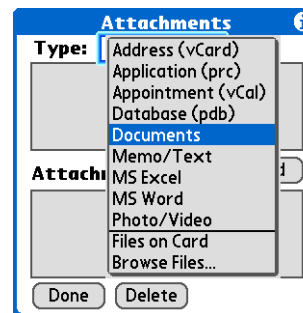 Attachments
Type:
Address (vCard)
Application (prc)
Appointment (vCal)
Database (pdb)
Documents
Memo/Text
Attach
MS Excel
MS Word
Photo/Video
Files on Card
Browse Files...
Done Delete